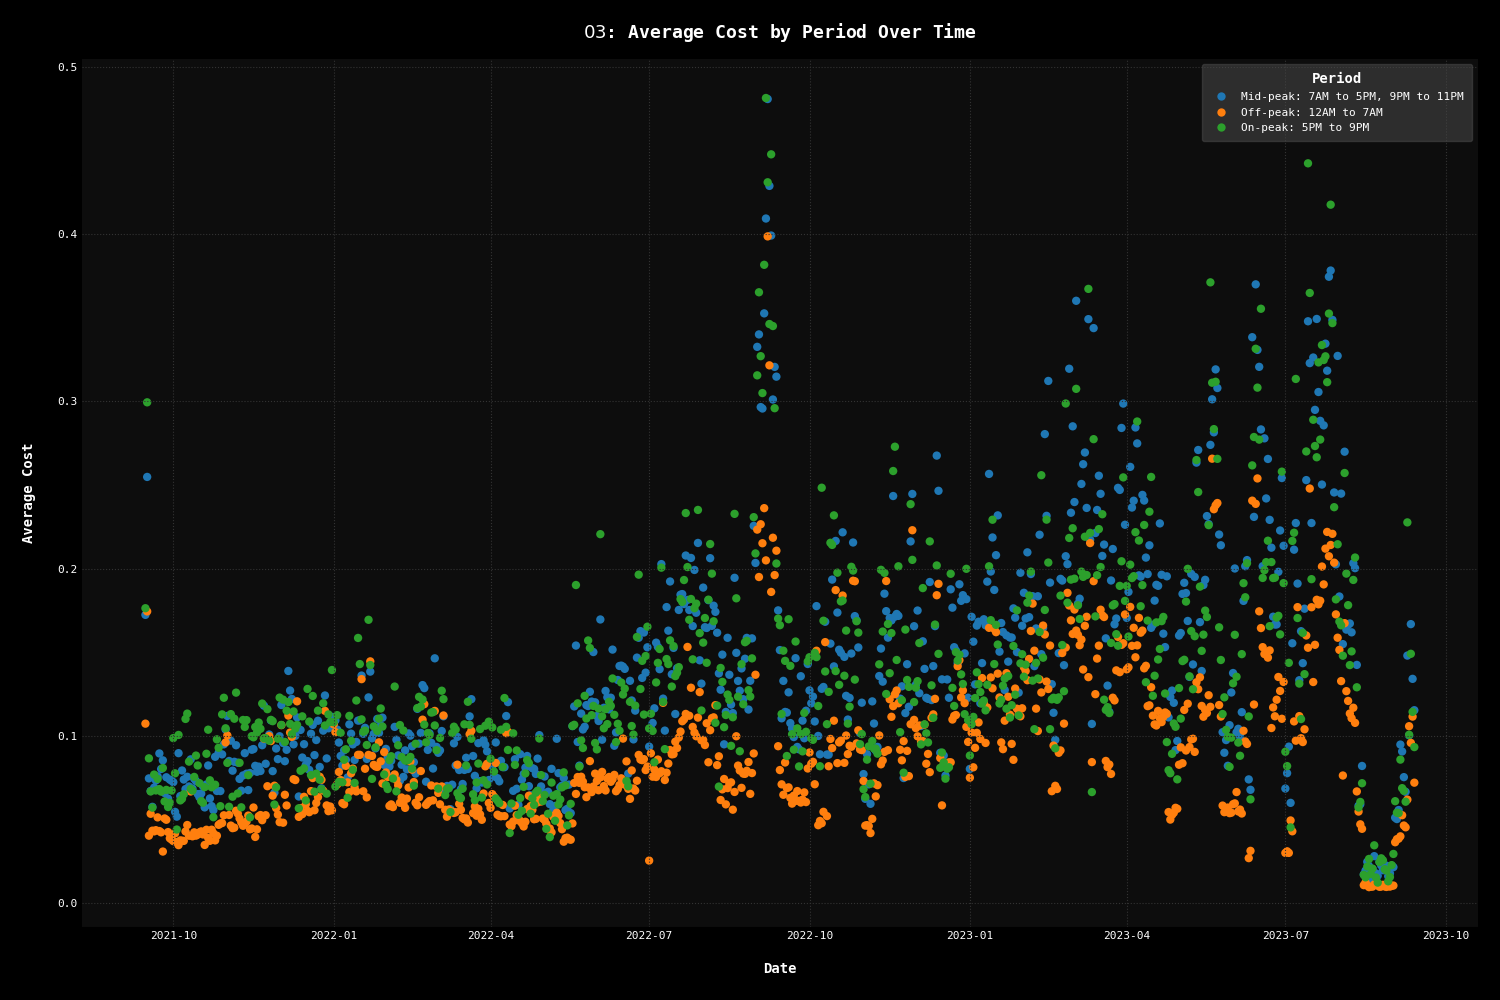 O3: Average Cost by Period Over Time
Period
Mid-peak: 7AM to 5PM, 9PM to 11PM
Off-peak: 12AM to 7AM
On-peak: 5PM to 9PM
0.5
0.4
0.3
0.2
0.1
0.0
Average Cost
2021-10
2022-01
2022-04
2022-07
2022-10
2023-01
2023-04
2023-07
2023-10
Date